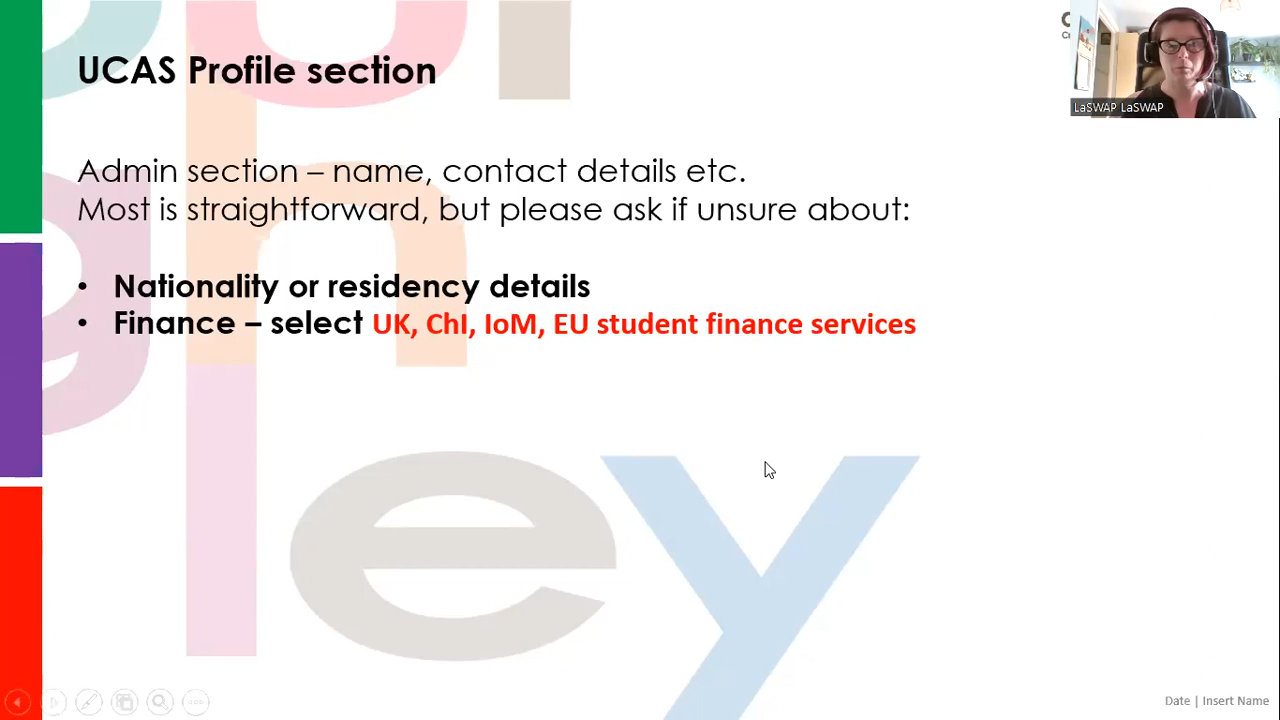 UCAS Profile section
LaSWAP LaSWAP
Admin section – name, contact details etc.
Most is straightforward, but please ask if unsure about:
• Nationality or residency details
• Finance – select UK, ChI, IoM, EU student finance services
Date | Insert Name